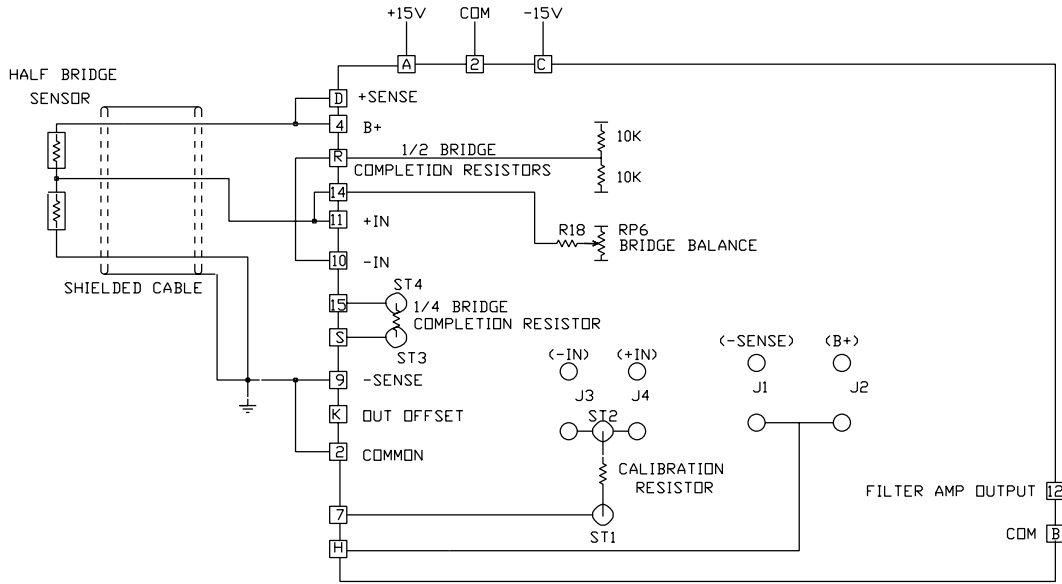 +15V COM -15V
A 2 C
HALF BRIDGE
SENSOR
D +SENSE
4 B+
R 1/2 BRIDGE
COMPLETION RESISTORS
10K
10K
14
11 +IN
R18 RP6
BRIDGE BALANCE
10 -IN
SHIELDED CABLE
ST4
15 1/4 BRIDGE
COMPLETION RESISTOR
S
ST3
(-IN) (+IN) (-SENSE) (B+)
9 -SENSE
J3 J4 J1 J2
K OUT OFFSET
ST2
2 COMMON
CALIBRATION
RESISTOR
7
ST1
H
FILTER AMP OUTPUT 12
COM B